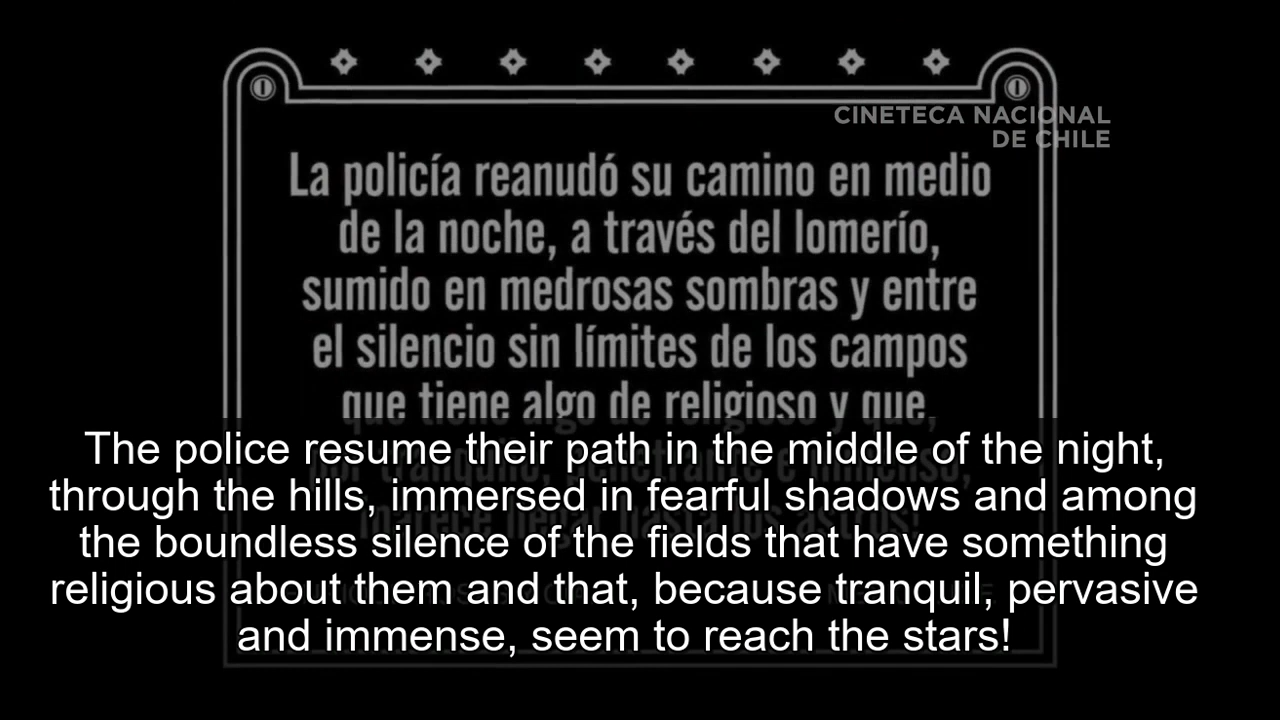 CINETECA NACIONAL
DE CHILE
La policía reanudó su camino en medio
de la noche, a través del lomerío,
sumido en medrosas sombras y entre
el silencio sin límites de los campos
que tiene algo de religioso y que,
The police resume their path in the middle of the night,
through the hills, immersed in fearful shadows and among
the boundless silence of the fields that have something
religious about them and that, because tranquil, pervasive
and immense, seem to reach the stars!